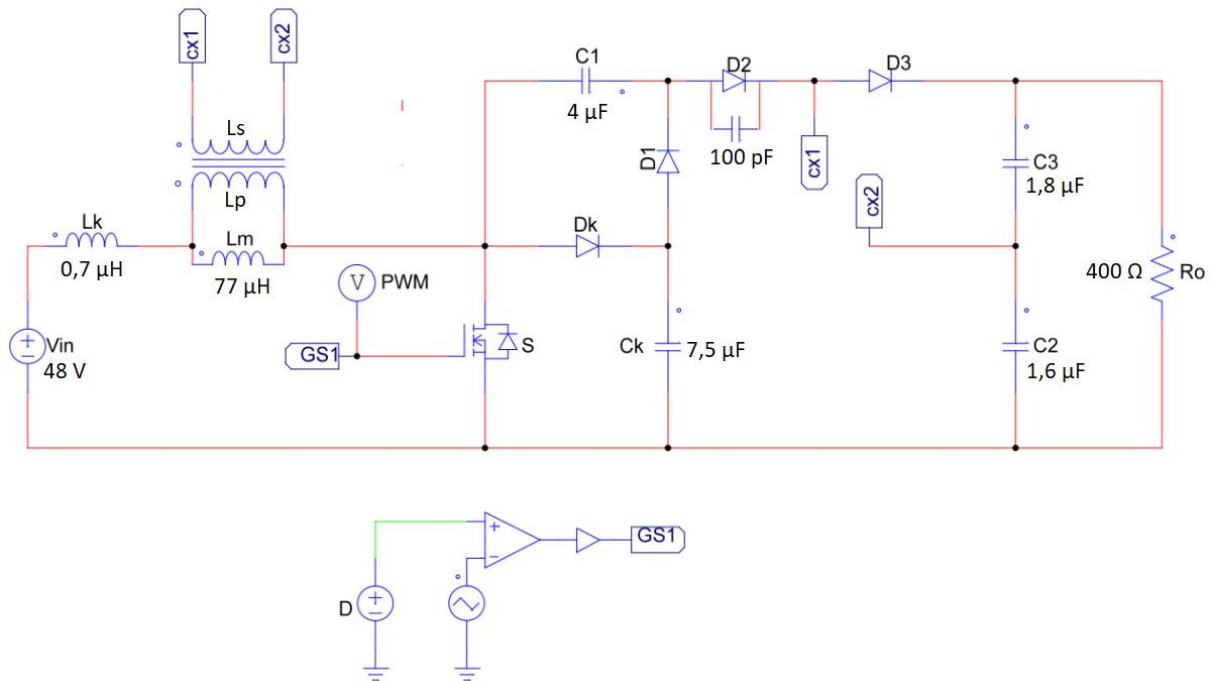 cx1
cx2
Ls
Lp
Lk
0,7 µH
Lm
77 µH
Vin
48 V
V
PWM
GS1
S
C1
4 µF
D2
100 pF
D3
D1
cx1
cx2
C3
1,8 µF
Dk
Ck
7,5 µF
400 Ω
Ro
C2
1,6 µF
D
GS1